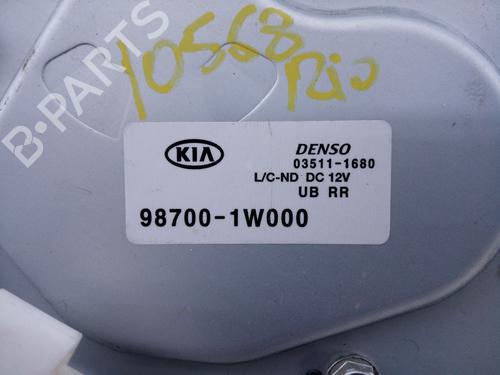 10568
Rio
B-PARTS
KIA
DENSO
03511-1680
L/C-ND DC 12V
UB RR
98700-1W000